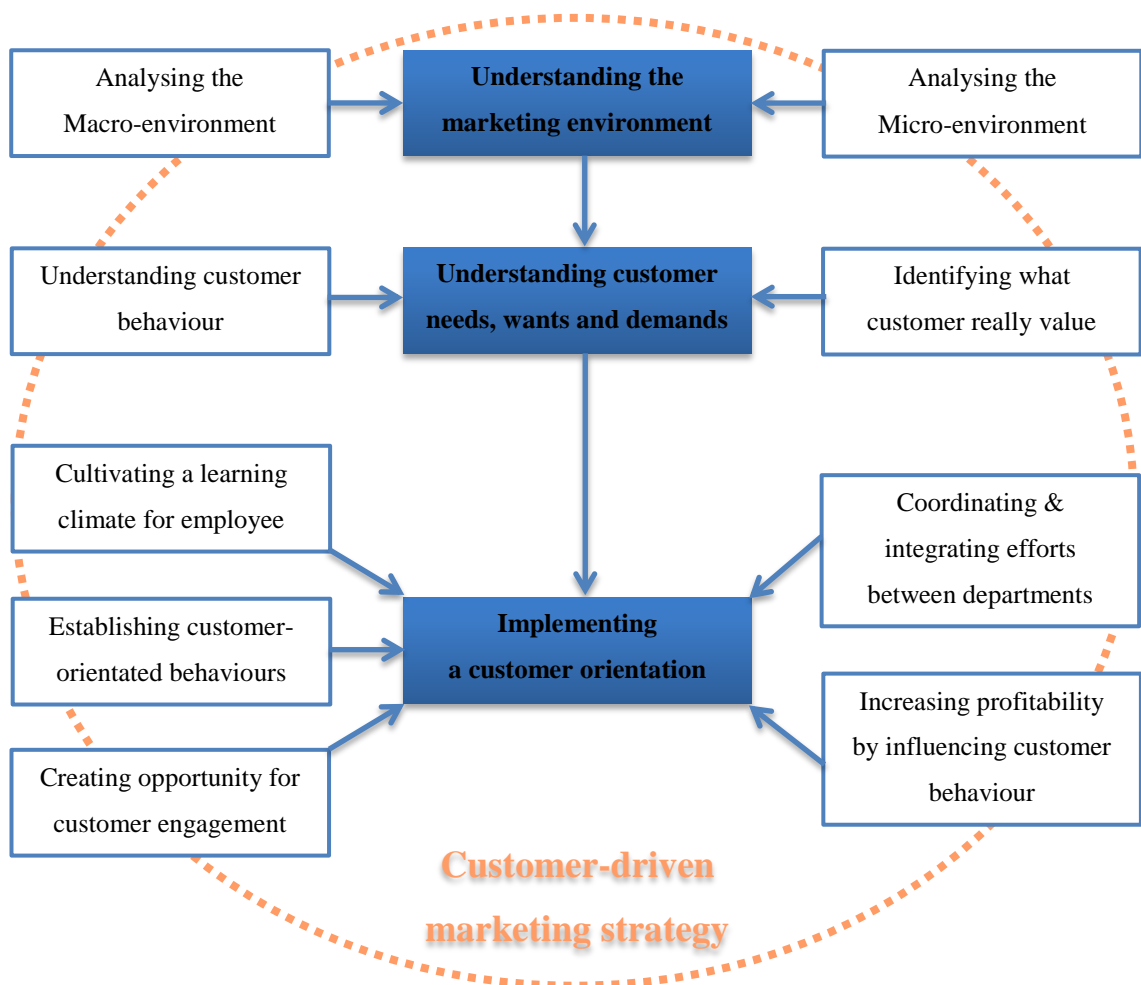 Analysing the
Macro-environment
Understanding the
marketing environment
Analysing the
Micro-environment
Understanding customer
behaviour
Understanding customer
needs, wants and demands
Identifying what
customer really value
Cultivating a learning
climate for employee
Coordinating &
integrating efforts
between departments
Establishing customer-
orientated behaviours
Implementing
a customer orientation
Increasing profitability
by influencing customer
behaviour
Creating opportunity for
customer engagement
Customer-driven
marketing strategy